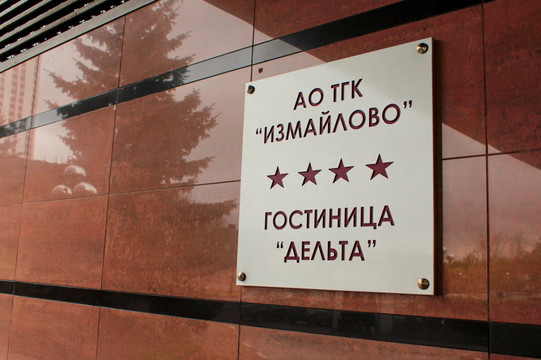 АО ТГК
“ИЗМАЙЛОВО”
★★★★
ГОСТИНИЦА
“ДЕЛЬТА”